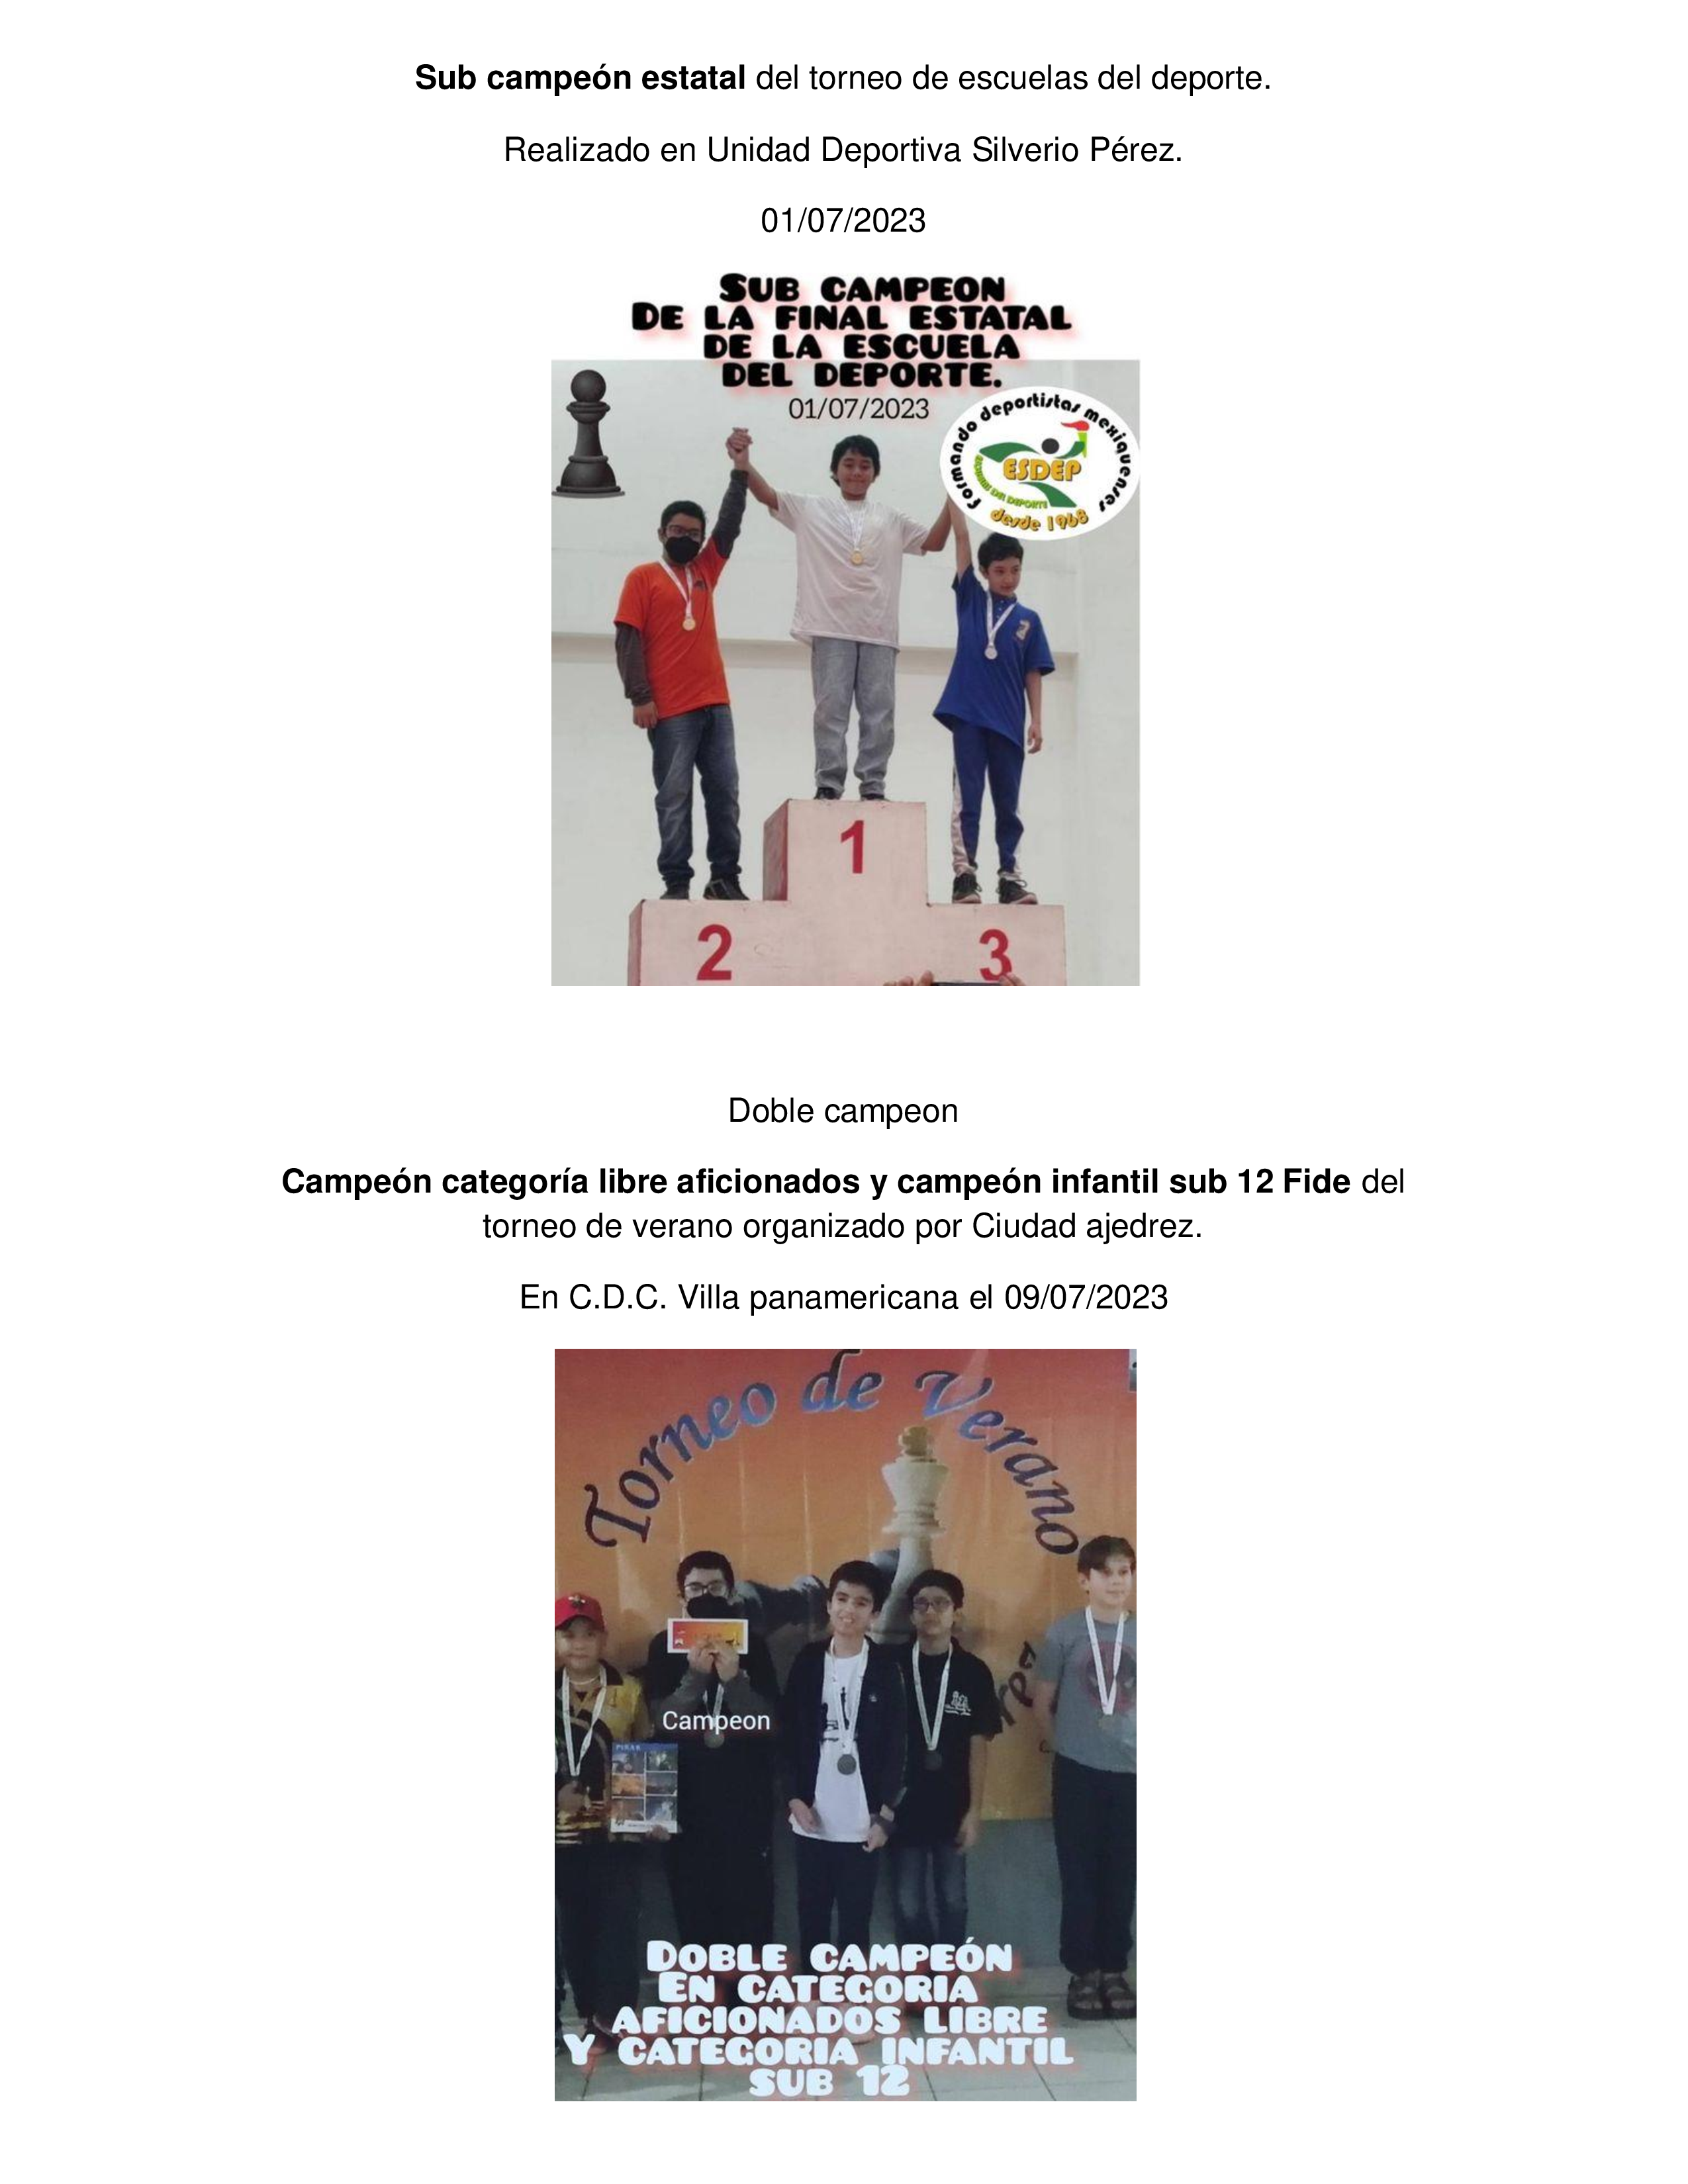 Sub campeón estatal del torneo de escuelas del deporte.
Realizado en Unidad Deportiva Silverio Pérez.
01/07/2023
SUB CAMPEON
DE LA FINAL ESTATAL
DE LA ESCUELA
DEL DEPORTE.
01/07/2023
formando deportistas mexiquenses
ESDEP
desde 1968
1
2
3
Doble campeon
Campeón categoría libre aficionados y campeón infantil sub 12 Fide del
torneo de verano organizado por Ciudad ajedrez.
En C.D.C. Villa panamericana el 09/07/2023
Torneo de Verano
Campeon
DOBLE CAMPEÓN
EN CATEGORIA
AFICIONADOS LIBRE
Y CATEGORIA INFANTIL
SUB 12